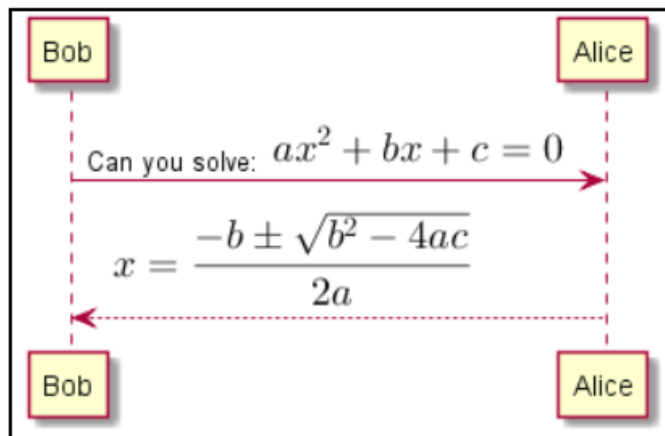 Bob Alice
Can you solve: ax² + bx + c = 0
x = (-b ± √(b² − 4ac)) / 2a
Bob Alice